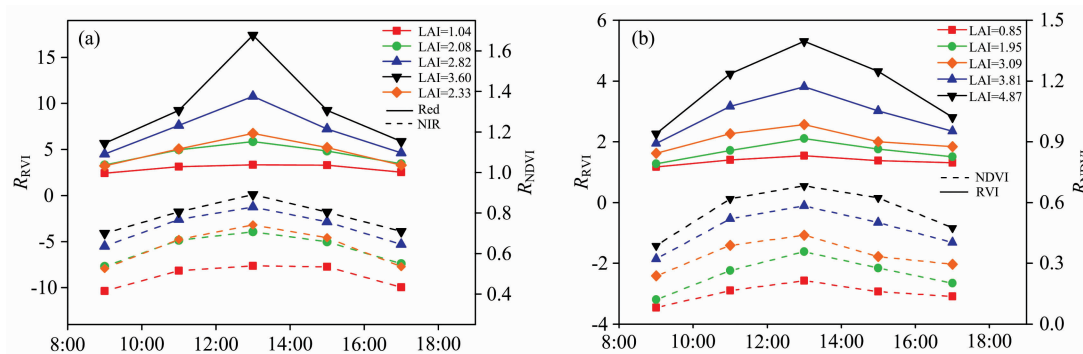 (a)
LAI=1.04
LAI=2.08
LAI=2.82
LAI=3.60
LAI=2.33
Red
NIR
15
10
5
0
-5
-10
R_RVI
1.6
1.4
1.2
1.0
0.8
0.6
0.4
R_NDVI
8:00 10:00 12:00 14:00 16:00 18:00
(b)
LAI=0.85
LAI=1.95
LAI=3.09
LAI=3.81
LAI=4.87
NDVI
RVI
6
4
2
0
-2
-4
R_RVI
1.5
1.2
0.9
0.6
0.3
0.0
R_NDVI
8:00 10:00 12:00 14:00 16:00 18:00